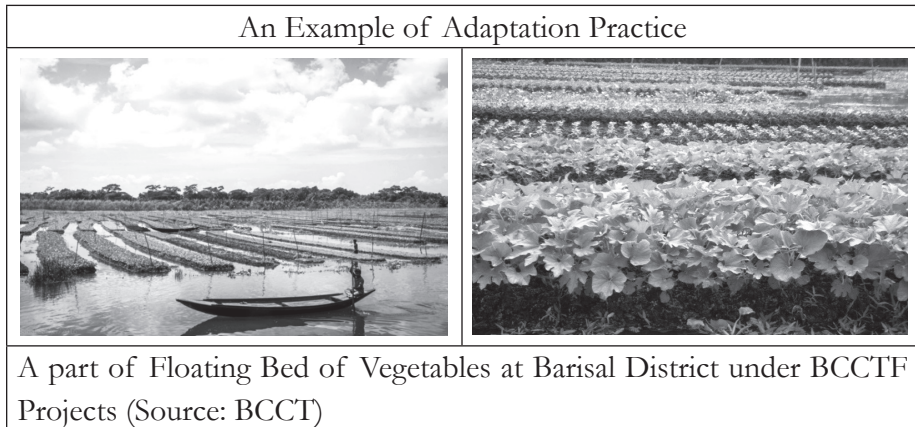 An Example of Adaptation Practice
A part of Floating Bed of Vegetables at Barisal District under BCCTF
Projects (Source: BCCT)